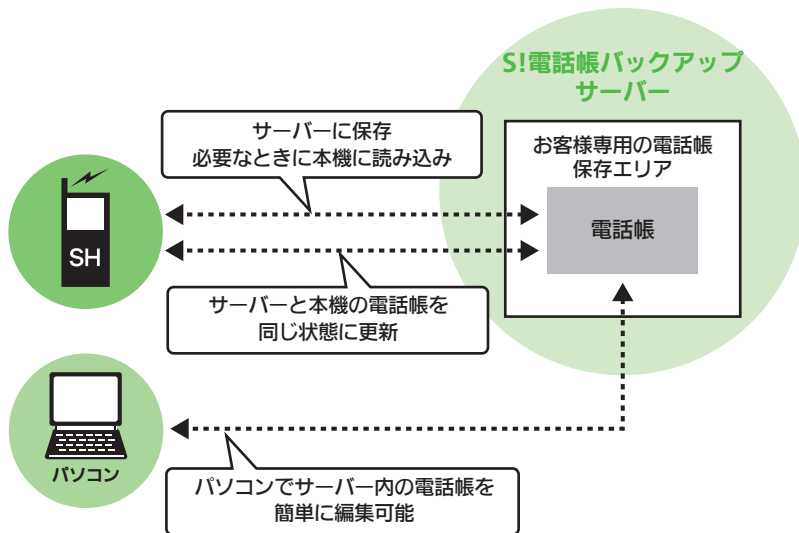 S!電話帳バックアップ
サーバー
サーバーに保存
必要なときに本機に読み込み
お客様専用の電話帳
保存エリア
電話帳
SH
サーバーと本機の電話帳を
同じ状態に更新
パソコン
パソコンでサーバー内の電話帳を
簡単に編集可能